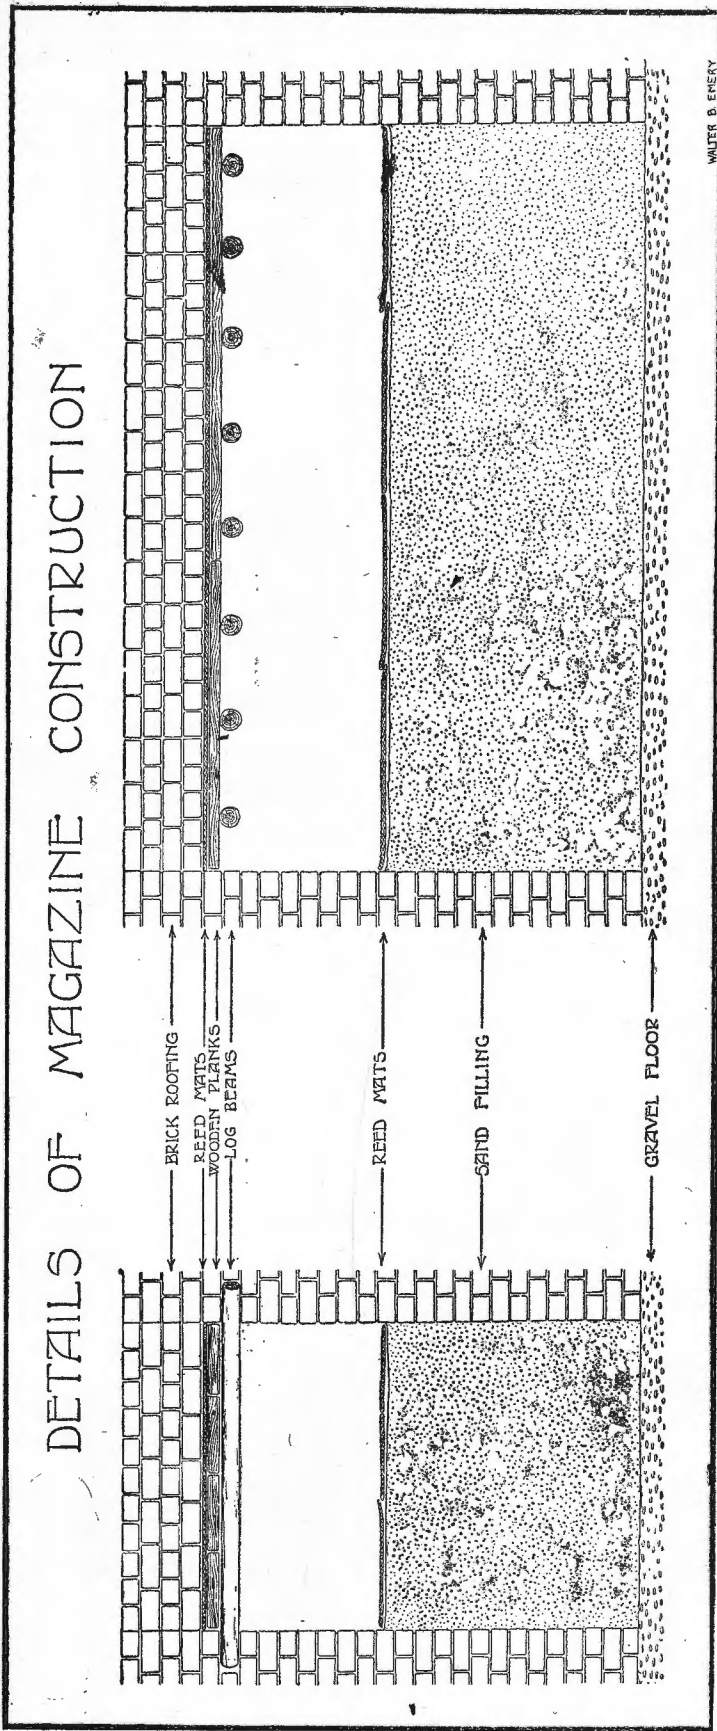 DETAILS OF MAGAZINE CONSTRUCTION
BRICK ROOFING
REED MATS
WOODEN PLANKS
LOG BEAMS
REED MATS
SAND FILLING
GRAVEL FLOOR
WALTER B. EMERY